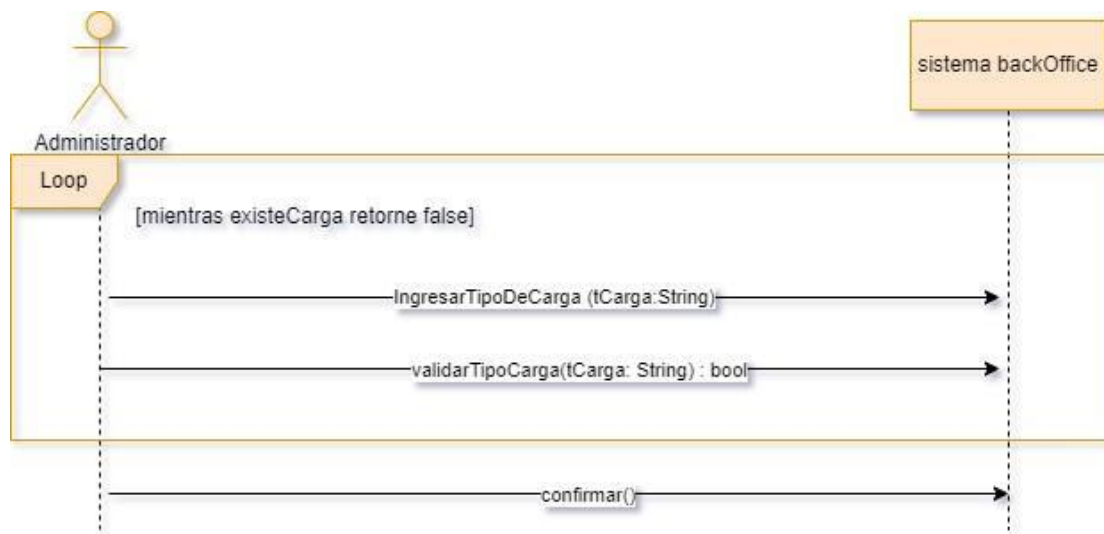 sistema backOffice
Administrador
Loop
[mientras existeCarga retorne false]
IngresarTipoDeCarga (tCarga:String)
validarTipoCarga(tCarga: String) : bool
confirmar()